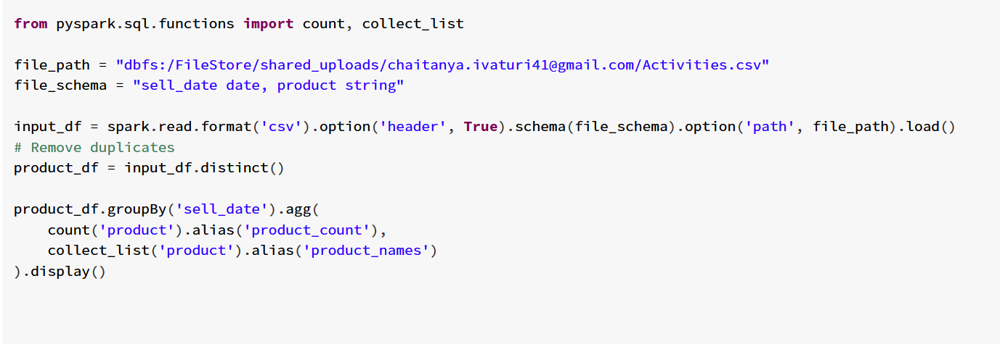 from pyspark.sql.functions import count, collect_list
file_path = "dbfs:/FileStore/shared_uploads/chaitanya.ivaturi41@gmail.com/Activities.csv"
file_schema = "sell_date date, product string"
input_df = spark.read.format('csv').option('header', True).schema(file_schema).option('path', file_path).load()
# Remove duplicates
product_df = input_df.distinct()
product_df.groupBy('sell_date').agg(
    count('product').alias('product_count'),
    collect_list('product').alias('product_names')
).display()